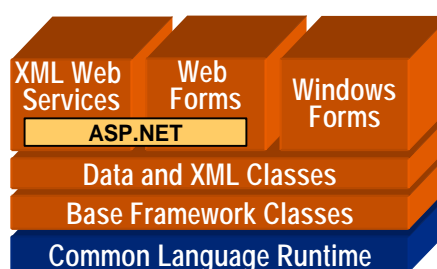 XML Web
Services
Web
Forms
Windows
Forms
ASP.NET
Data and XML Classes
Base Framework Classes
Common Language Runtime